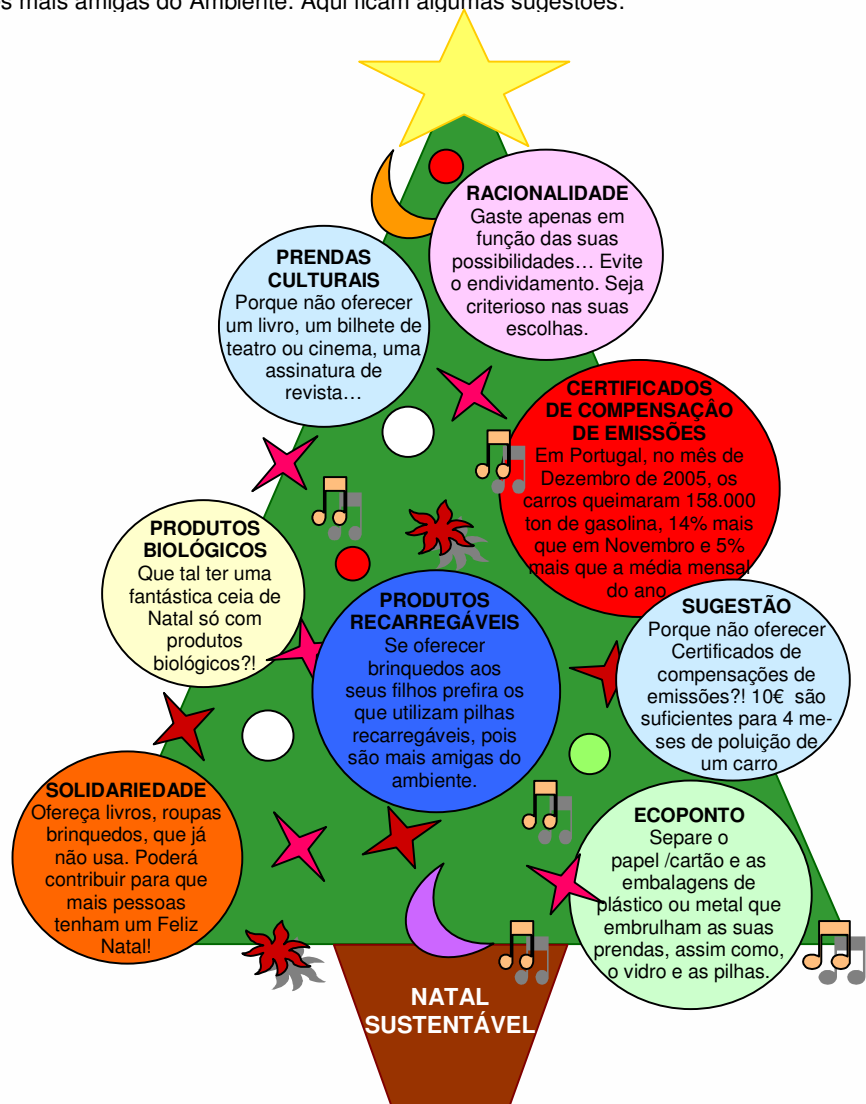 s mais amigas do Ambiente. Aqui ficam algumas sugestões.
RACIONALIDADE
Gaste apenas em
função das suas
possibilidades… Evite
o endividamento. Seja
criterioso nas suas
escolhas.
PRENDAS
CULTURAIS
Porque não oferecer
um livro, um bilhete de
teatro ou cinema, uma
assinatura de
revista…
CERTIFICADOS
DE COMPENSAÇÂO
DE EMISSÕES
Em Portugal, no mês de
Dezembro de 2005, os
carros queimaram 158.000
ton de gasolina, 14% mais
que em Novembro e 5%
mais que a média mensal
do ano
PRODUTOS
BIOLÓGICOS
Que tal ter uma
fantástica ceia de
Natal só com
produtos
biológicos?!
PRODUTOS
RECARREGÁVEIS
Se oferecer
brinquedos aos
seus filhos prefira os
que utilizam pilhas
recarregáveis, pois
são mais amigas do
ambiente.
SUGESTÃO
Porque não oferecer
Certificados de
compensações de
emissões?! 10€ são
suficientes para 4 me-
ses de poluição de
um carro
SOLIDARIEDADE
Ofereça livros, roupas
brinquedos, que já
não usa. Poderá
contribuir para que
mais pessoas
tenham um Feliz
Natal!
ECOPONTO
Separe o
papel /cartão e as
embalagens de
plástico ou metal que
embrulham as suas
prendas, assim como,
o vidro e as pilhas.
NATAL
SUSTENTÁVEL